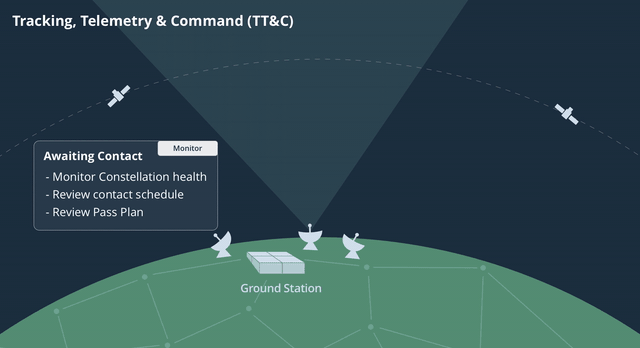 Tracking, Telemetry & Command (TT&C)
Monitor
Awaiting Contact
- Monitor Constellation health
- Review contact schedule
- Review Pass Plan
Ground Station